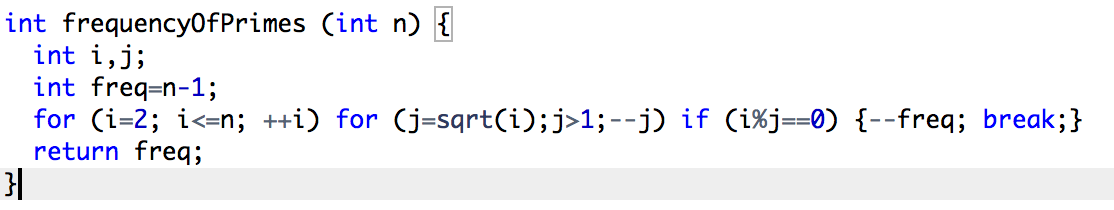 int frequencyOfPrimes (int n) {
  int i,j;
  int freq=n-1;
  for (i=2; i<=n; ++i) for (j=sqrt(i);j>1;--j) if (i%j==0) {--freq; break;}
  return freq;
}